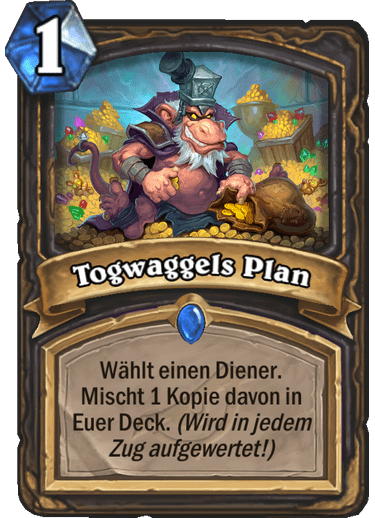 1
Togwaggels Plan
Wählt einen Diener.
Mischt 1 Kopie davon in
Euer Deck. (Wird in jedem
Zug aufgewertet!)